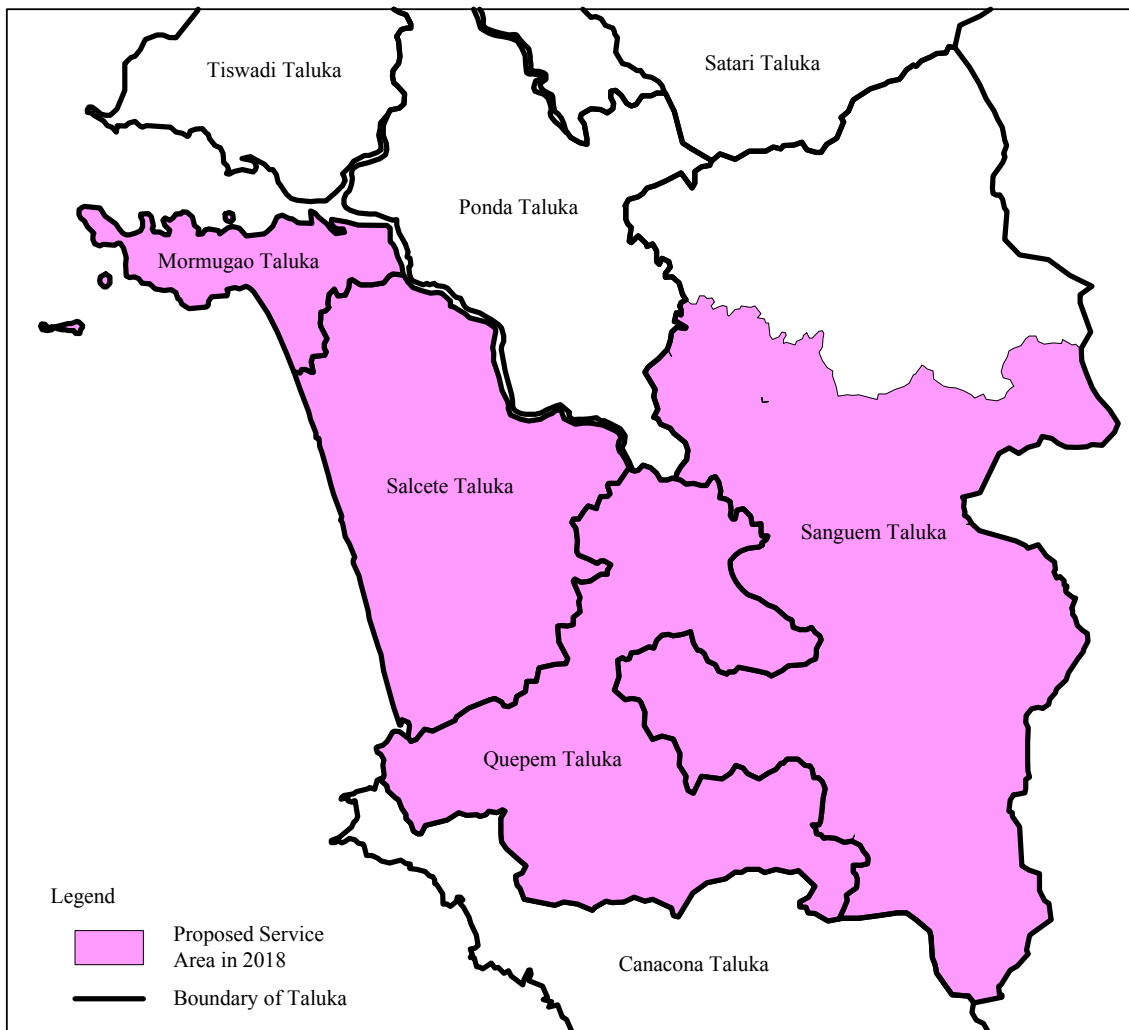 Tiswadi Taluka
Satari Taluka
Ponda Taluka
Mormugao Taluka
Salcete Taluka
Sanguem Taluka
Quepem Taluka
Canacona Taluka
Legend
Proposed Service
Area in 2018
Boundary of Taluka